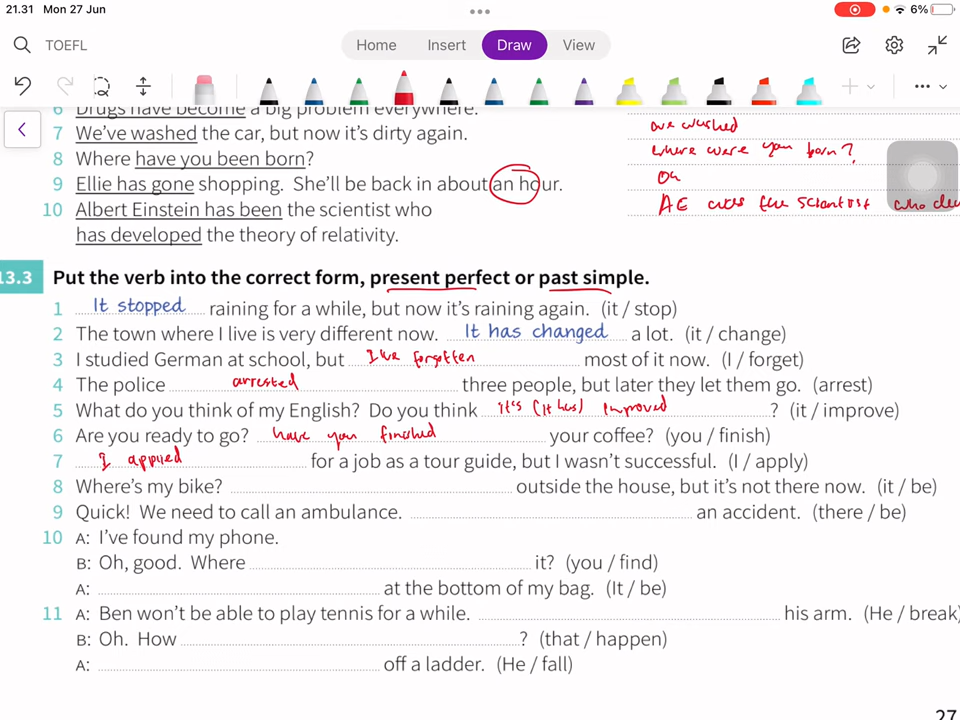 21.31 Mon 27 Jun
6%
TOEFL
Home Insert Draw View
6 Drugs have become a big problem everywhere.
7 We've washed the car, but now it's dirty again.
we washed
8 Where have you been born?
where were you born?
9 Ellie has gone shopping. She'll be back in about an hour.
OK
10 Albert Einstein has been the scientist who
AE was the scientist who
has developed the theory of relativity.
13.3 Put the verb into the correct form, present perfect or past simple.
1 It stopped raining for a while, but now it's raining again. (it / stop)
2 The town where I live is very different now. It has changed a lot. (it / change)
3 I studied German at school, but I've forgotten most of it now. (I / forget)
4 The police arrested three people, but later they let them go. (arrest)
5 What do you think of my English? Do you think it's (it has) improved ? (it / improve)
6 Are you ready to go? have you finished your coffee? (you / finish)
7 I applied for a job as a tour guide, but I wasn't successful. (I / apply)
8 Where's my bike? outside the house, but it's not there now. (it / be)
9 Quick! We need to call an ambulance. an accident. (there / be)
10 A: I've found my phone.
B: Oh, good. Where it? (you / find)
A: at the bottom of my bag. (It / be)
11 A: Ben won't be able to play tennis for a while. his arm. (He / break)
B: Oh. How ? (that / happen)
A: off a ladder. (He / fall)
27